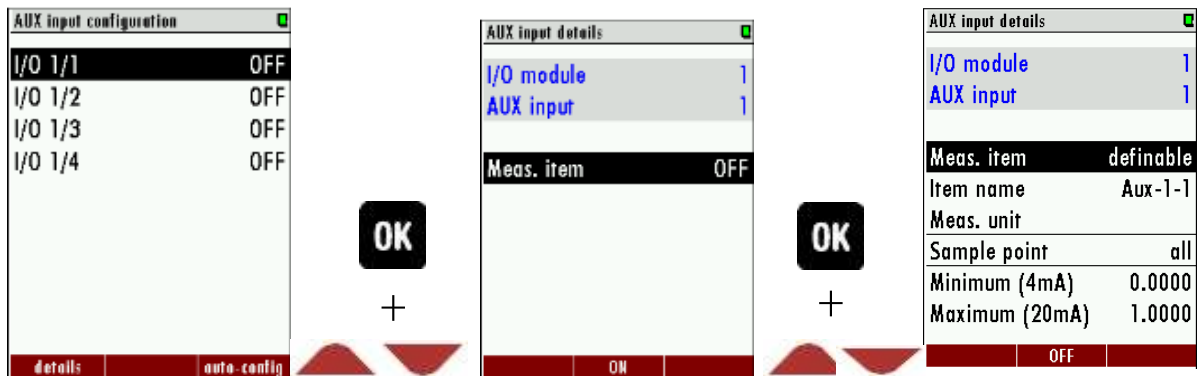 AUX input configuration
I/O 1/1 OFF
I/O 1/2 OFF
I/O 1/3 OFF
I/O 1/4 OFF
details auto-config
OK
+
AUX input details
I/O module 1
AUX input 1
Meas. item OFF
ON
OK
+
AUX input details
I/O module 1
AUX input 1
Meas. item definable
Item name Aux-1-1
Meas. unit
Sample point all
Minimum (4mA) 0.0000
Maximum (20mA) 1.0000
OFF